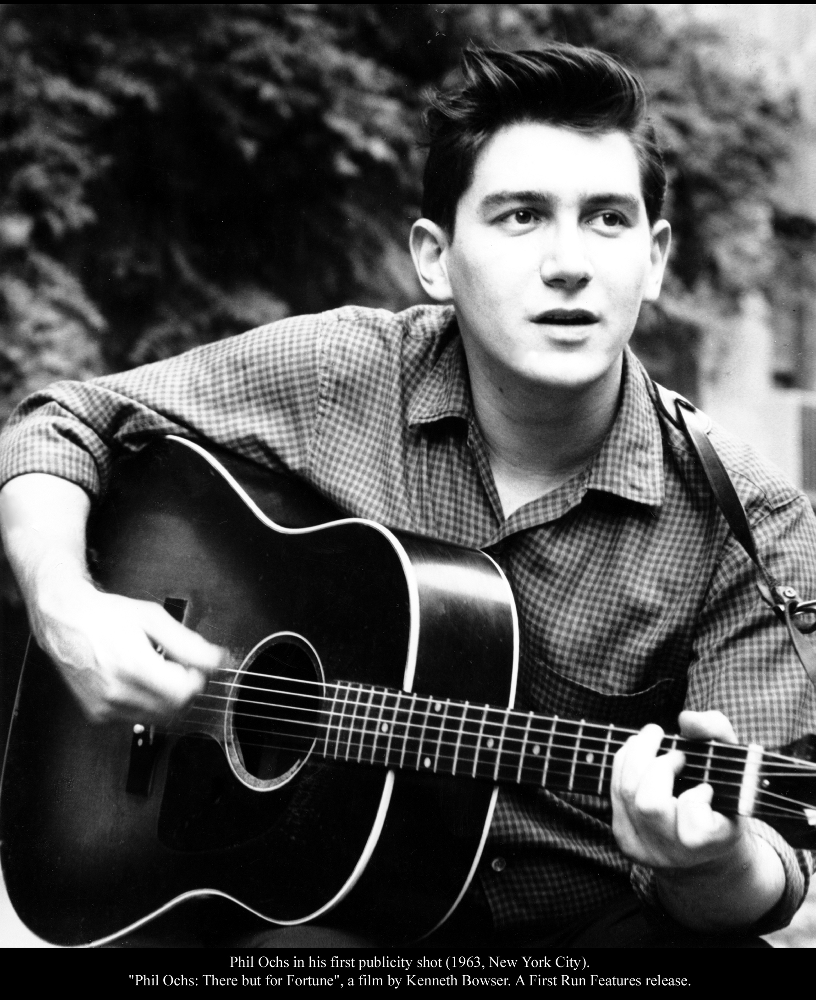 Phil Ochs in his first publicity shot (1963, New York City).
"Phil Ochs: There but for Fortune", a film by Kenneth Bowser. A First Run Features release.